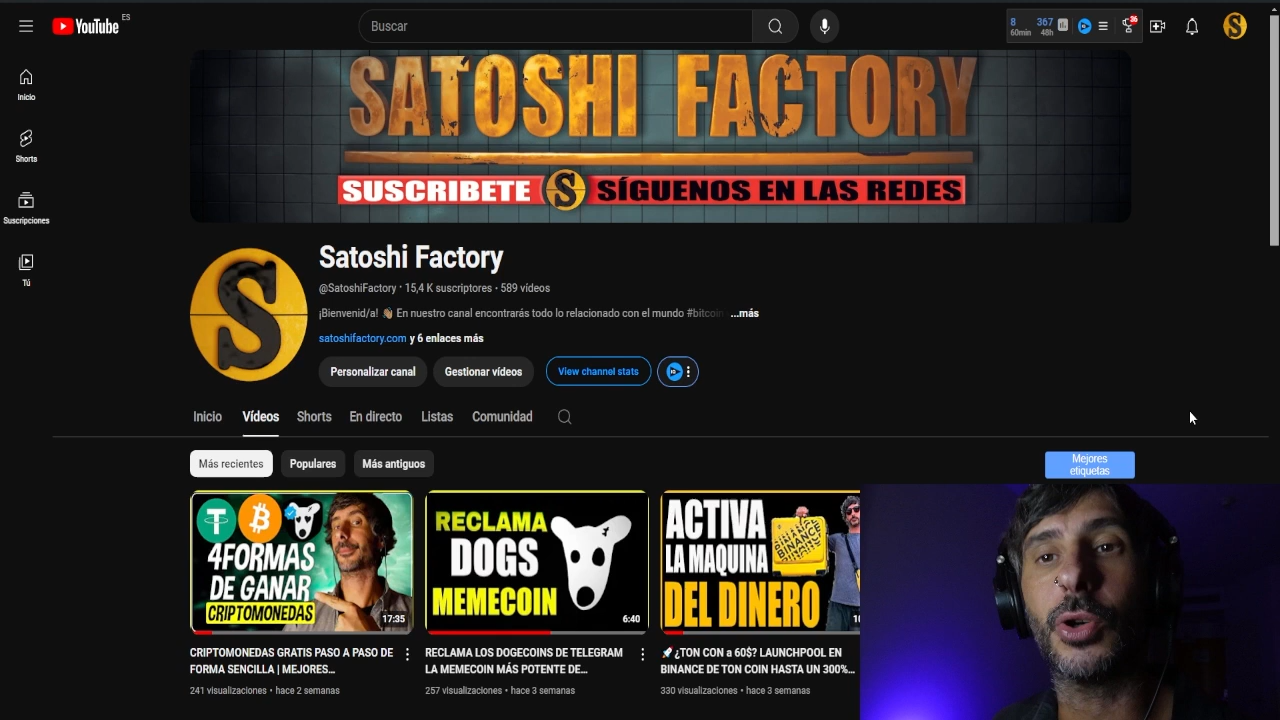 YouTube ES
Buscar
8 367
60min 48h
36
Inicio
Shorts
Suscripciones
Tú
SATOSHI FACTORY
SUSCRIBETE S SÍGUENOS EN LAS REDES
S
Satoshi Factory
@SatoshiFactory · 15,4 K suscriptores · 589 vídeos
¡Bienvenid/a! 👋🏽 En nuestro canal encontrarás todo lo relacionado con el mundo #bitcoin ...más
satoshifactory.com y 6 enlaces más
Personalizar canal
Gestionar vídeos
View channel stats
Inicio
Vídeos
Shorts
En directo
Listas
Comunidad
Más recientes
Populares
Más antiguos
Mejores
etiquetas
4FORMAS
DE GANAR
CRIPTOMONEDAS
17:35
RECLAMA
DOGS
MEMECOIN
6:40
ACTIVA
LA MAQUINA
DEL DINERO
BINANCE
CRIPTOMONEDAS GRATIS PASO A PASO DE
FORMA SENCILLA | MEJORES...
241 visualizaciones · hace 2 semanas
RECLAMA LOS DOGECOINS DE TELEGRAM
LA MEMECOIN MÁS POTENTE DE...
257 visualizaciones · hace 3 semanas
🚀¿TON CON a 60$? LAUNCHPOOL EN
BINANCE DE TON COIN HASTA UN 300%...
330 visualizaciones · hace 3 semanas